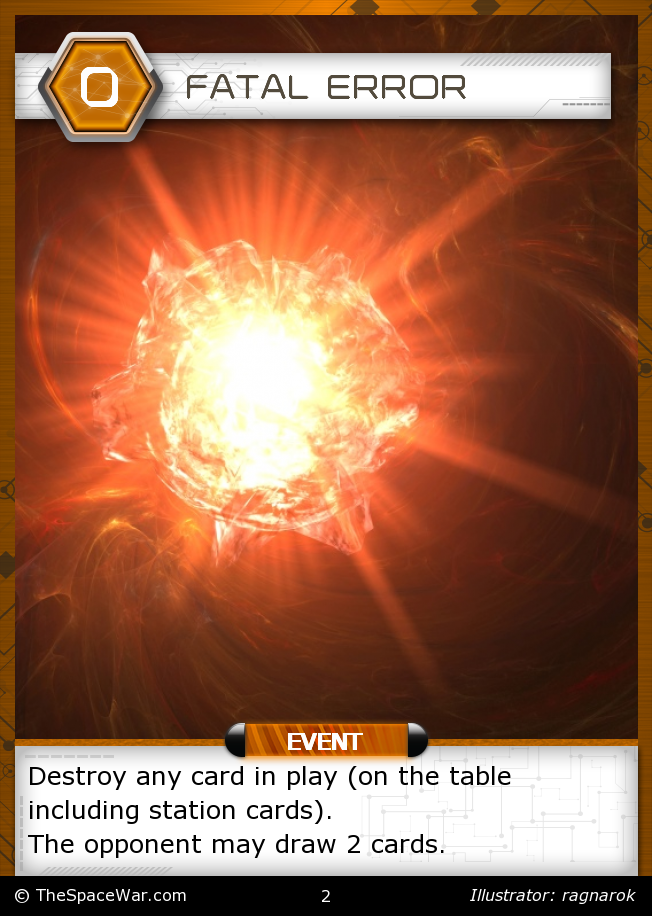 0
FATAL ERROR
EVENT
Destroy any card in play (on the table
including station cards).
The opponent may draw 2 cards.
© TheSpaceWar.com 2 Illustrator: ragnarok